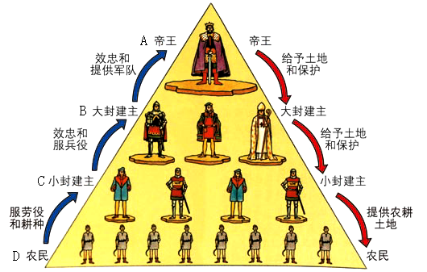 A 帝王
帝王
效忠和
提供军队
给予土地
和保护
B 大封建主
大封建主
效忠和
服兵役
给予土地
和保护
C小封建主
小封建主
服劳役
和耕种
提供农耕
土地
D 农民
农民